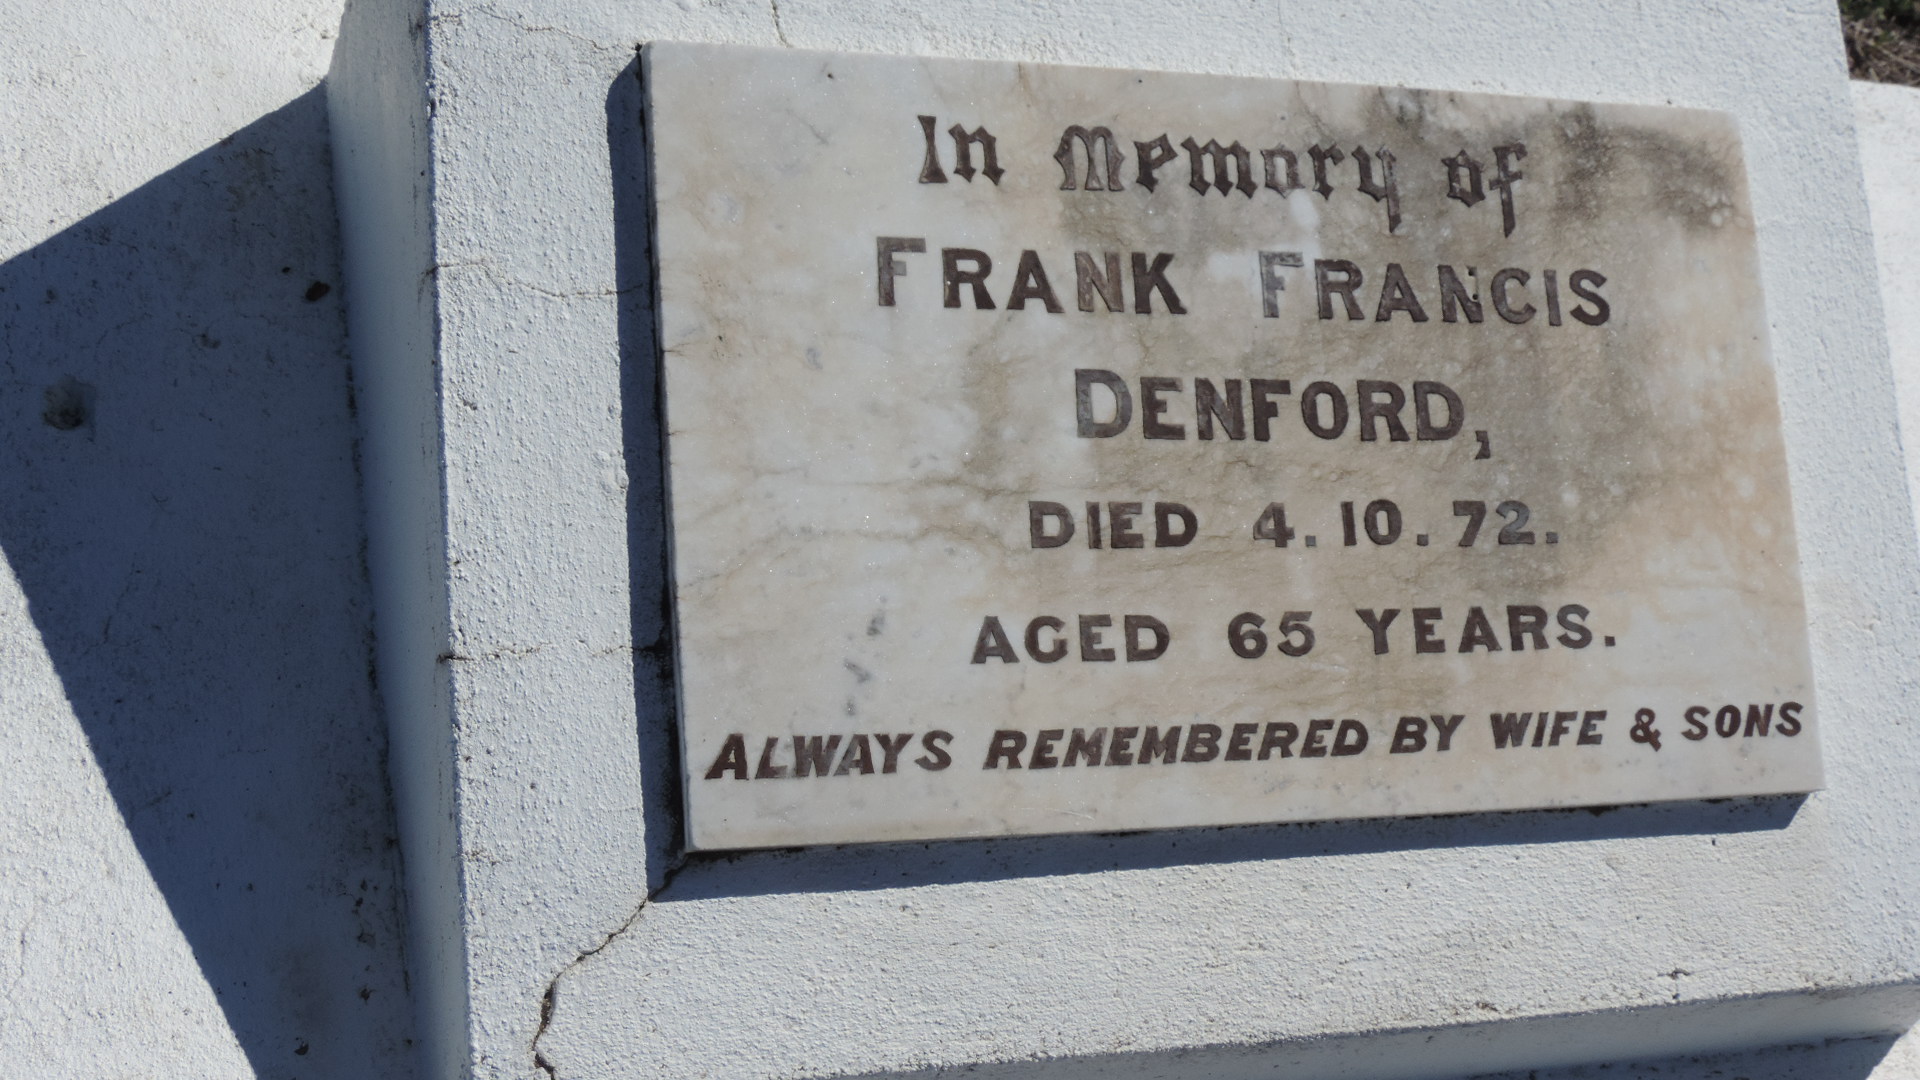 In Memory of
FRANK FRANCIS
DENFORD,
DIED 4.10.72.
AGED 65 YEARS.
ALWAYS REMEMBERED BY WIFE & SONS